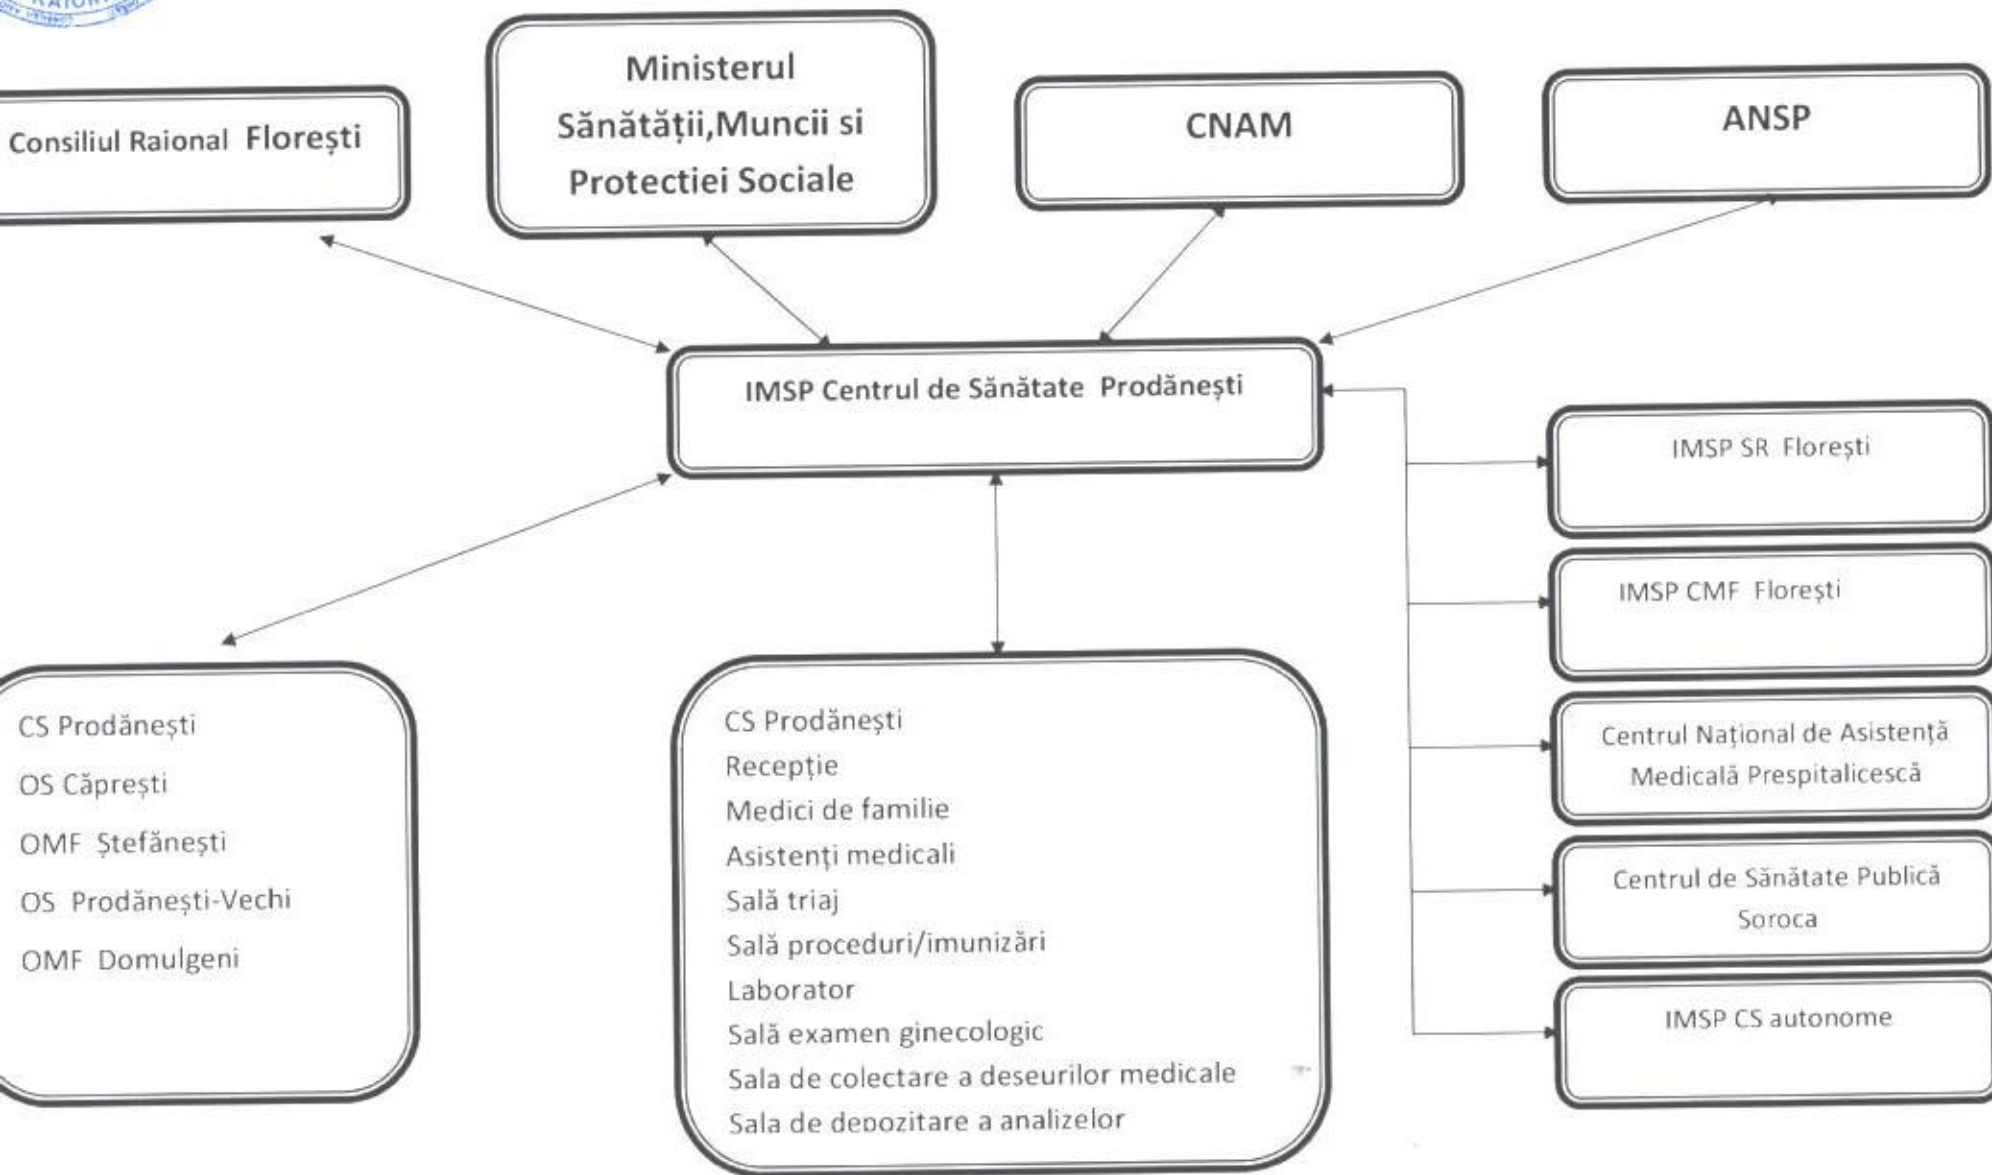 Consiliul Raional Florești
Ministerul
Sănătății,Muncii si
Protectiei Sociale
CNAM
ANSP
IMSP Centrul de Sănătate Prodănești
IMSP SR Florești
IMSP CMF Florești
Centrul Național de Asistență
Medicală Prespitalicescă
Centrul de Sănătate Publică
Soroca
IMSP CS autonome
CS Prodănești
OS Căprești
OMF Ștefănești
OS Prodănești-Vechi
OMF Domulgeni
CS Prodănești
Recepție
Medici de familie
Asistenți medicali
Sală triaj
Sală proceduri/imunizări
Laborator
Sală examen ginecologic
Sala de colectare a deseurilor medicale
Sala de depozitare a analizelor